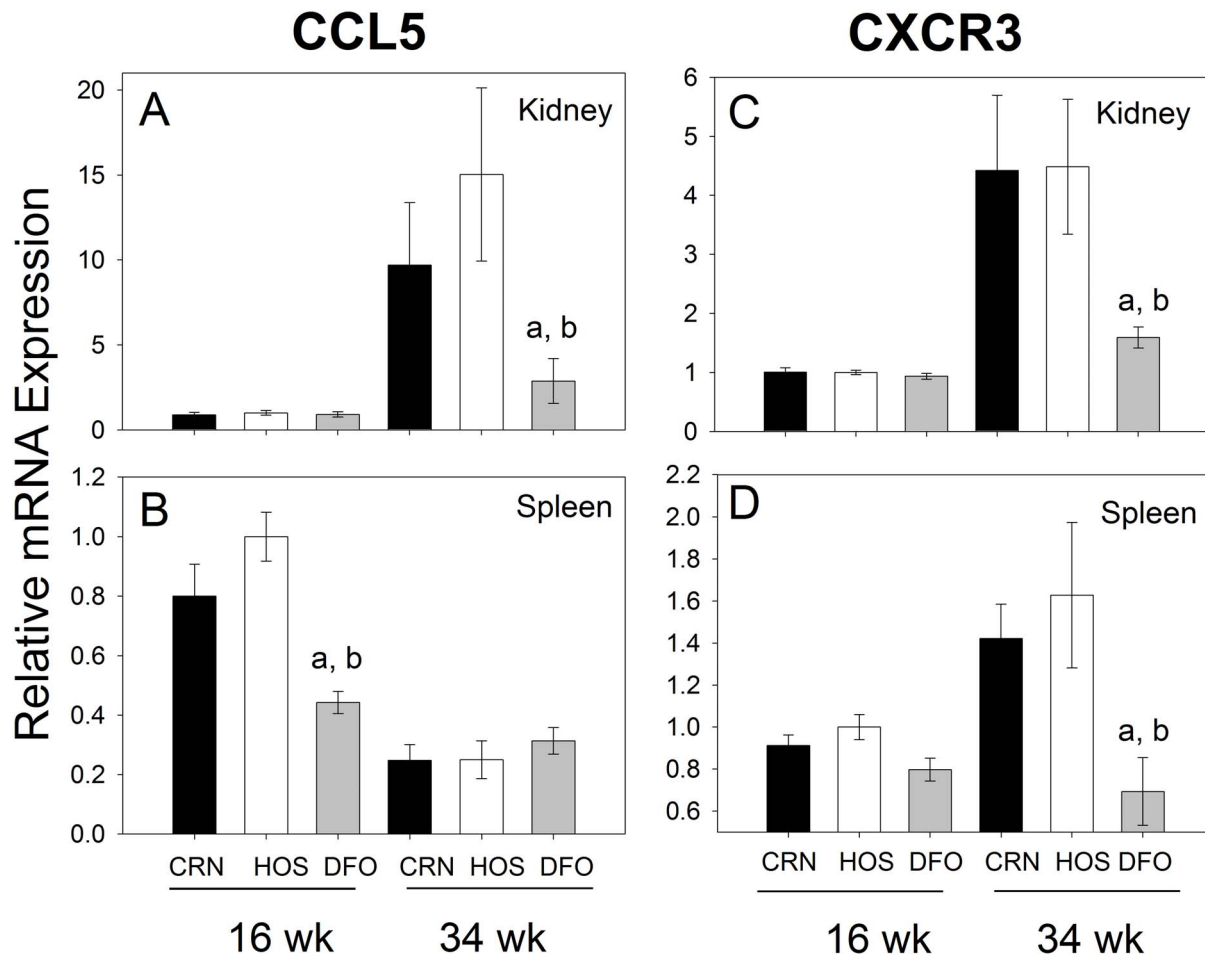 CCL5
CXCR3
Relative mRNA Expression
A
Kidney
20
15
10
5
0
a, b
C
Kidney
6
5
4
3
2
1
0
a, b
B
Spleen
1.2
1.0
0.8
0.6
0.4
0.2
0.0
a, b
CRN HOS DFO CRN HOS DFO
16 wk 34 wk
D
Spleen
2.2
2.0
1.8
1.6
1.4
1.2
1.0
0.8
0.6
a, b
CRN HOS DFO CRN HOS DFO
16 wk 34 wk